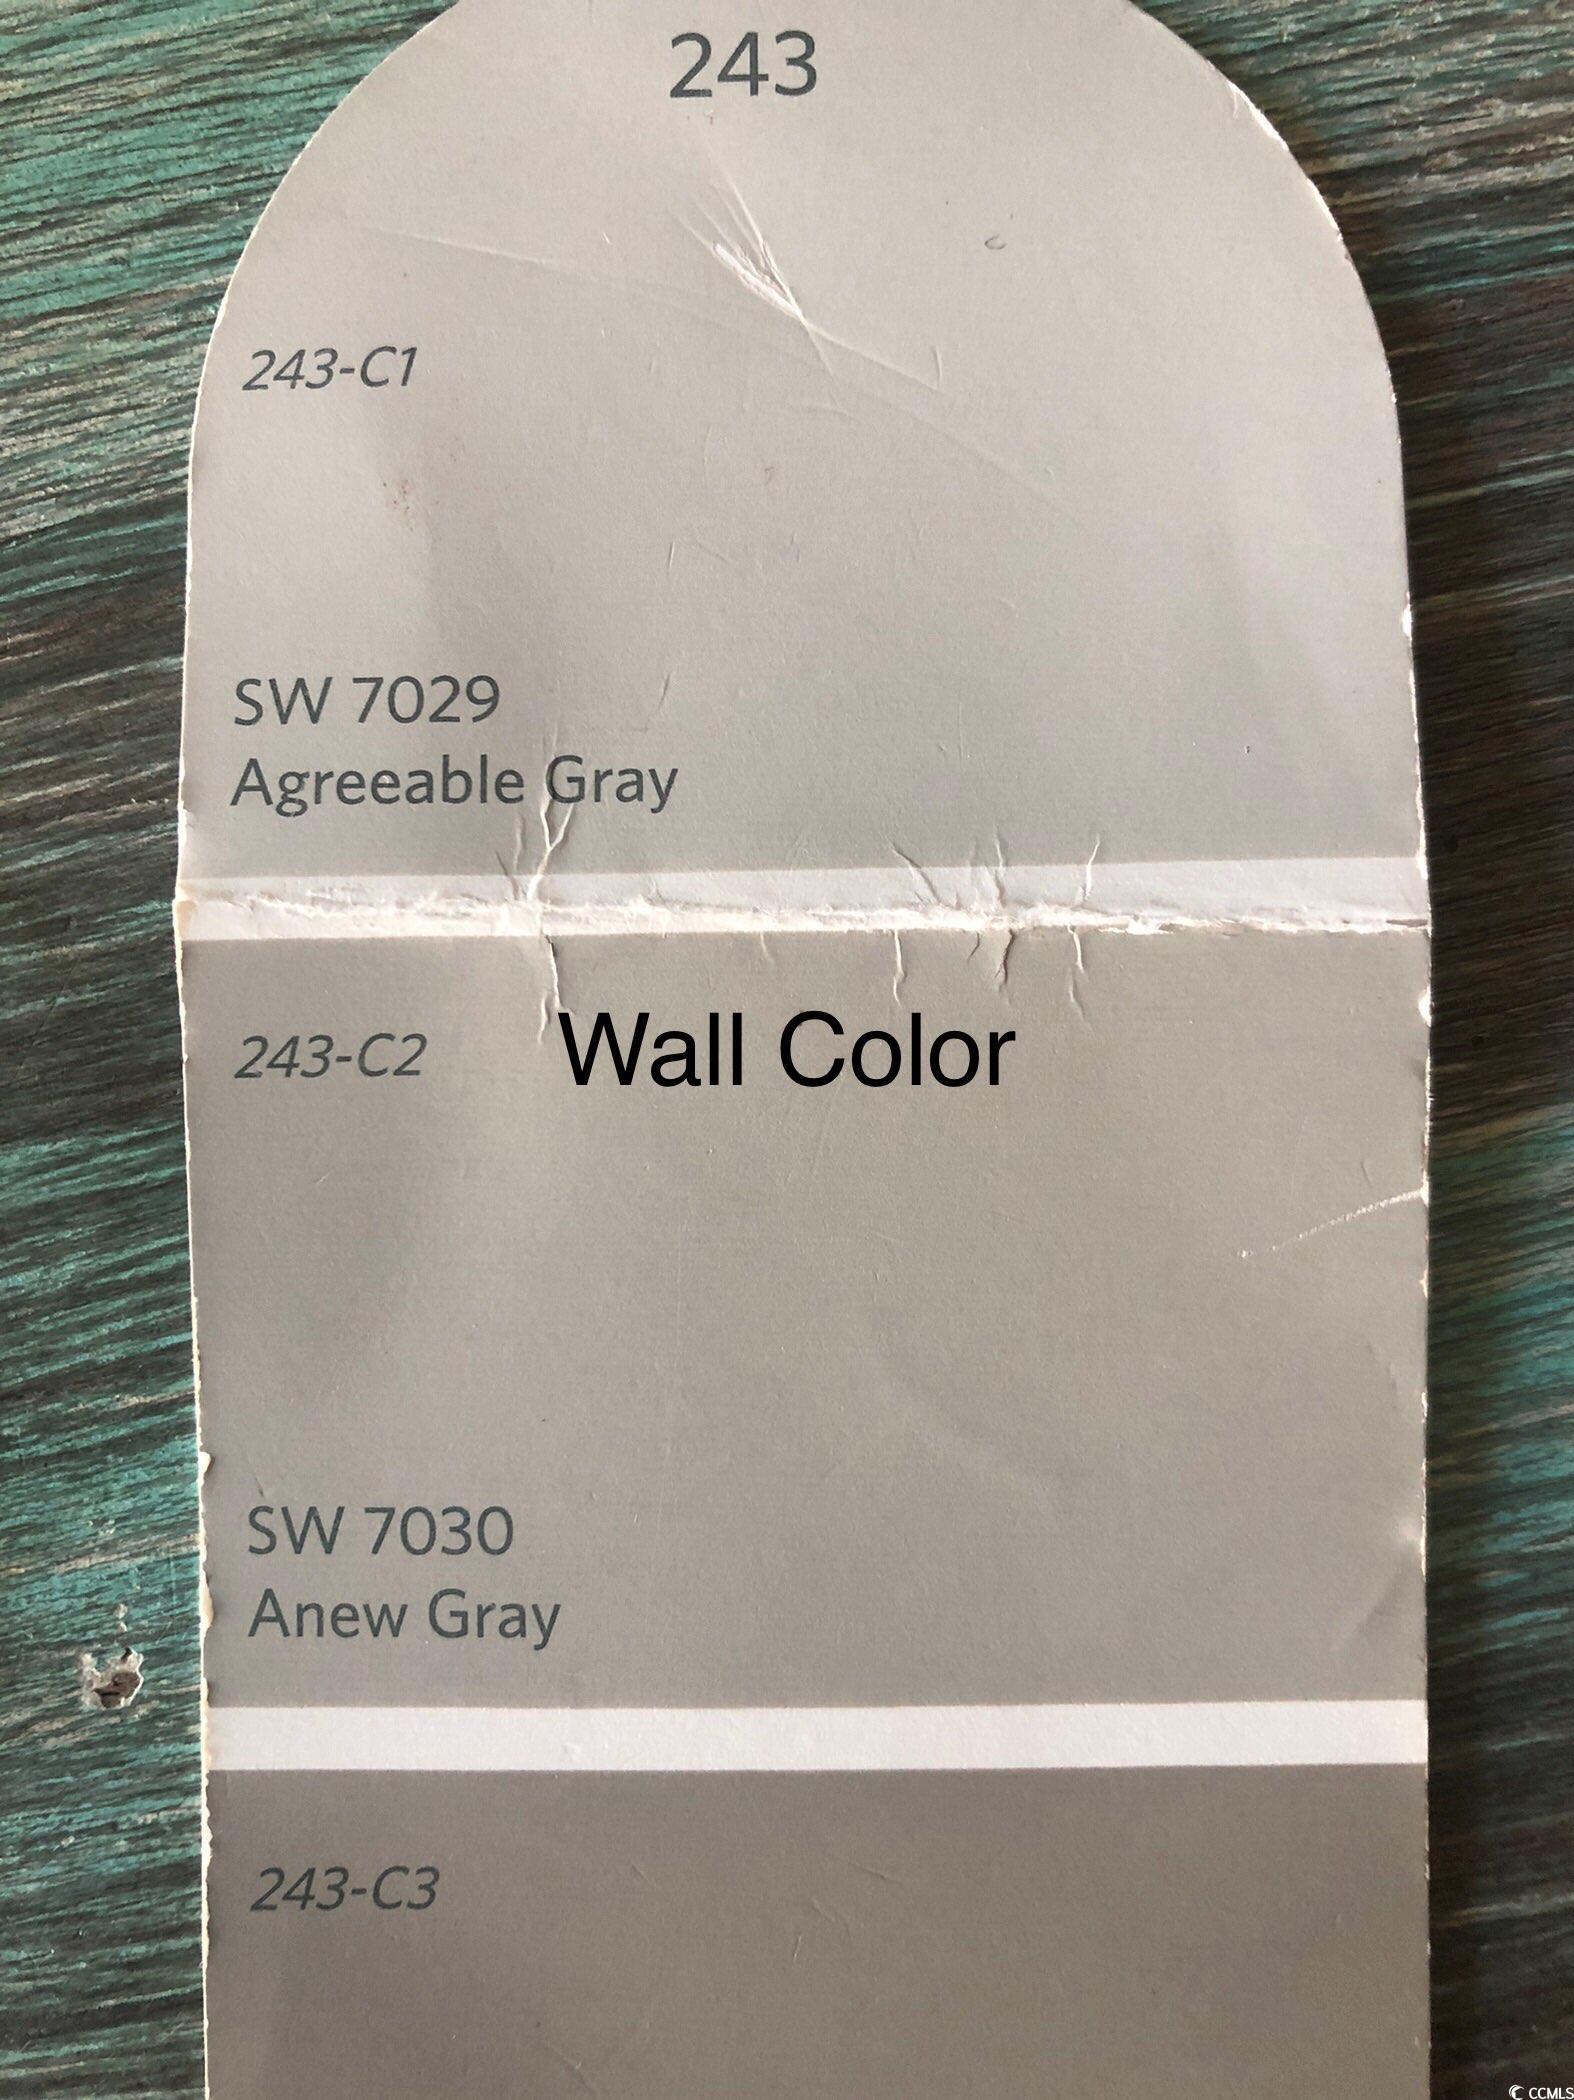 243
243-C1
SW 7029
Agreeable Gray
243-C2
Wall Color
SW 7030
Anew Gray
243-C3
CCMLS